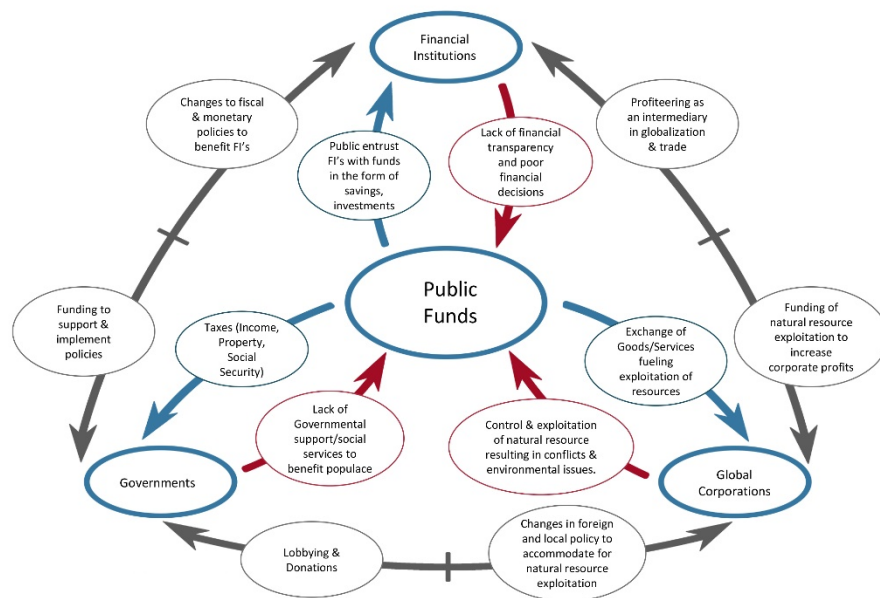 Financial
Institutions
Changes to fiscal
& monetary
policies to
benefit FI's
Public entrust
FI's with funds
in the form of
savings,
investments
Lack of financial
transparency
and poor
financial
decisions
Profiteering as
an intermediary
in globalization
& trade
Public
Funds
Funding to
support &
implement
policies
Taxes (Income,
Property,
Social
Security)
Exchange of
Goods/Services
fueling
exploitation of
resources
Funding of
natural resource
exploitation to
increase
corporate profits
Lack of
Governmental
support/social
services to
benefit populace
Control & exploitation
of natural resource
resulting in conflicts &
environmental issues.
Governments
Global
Corporations
Lobbying &
Donations
Changes in foreign
and local policy to
accommodate for
natural resource
exploitation